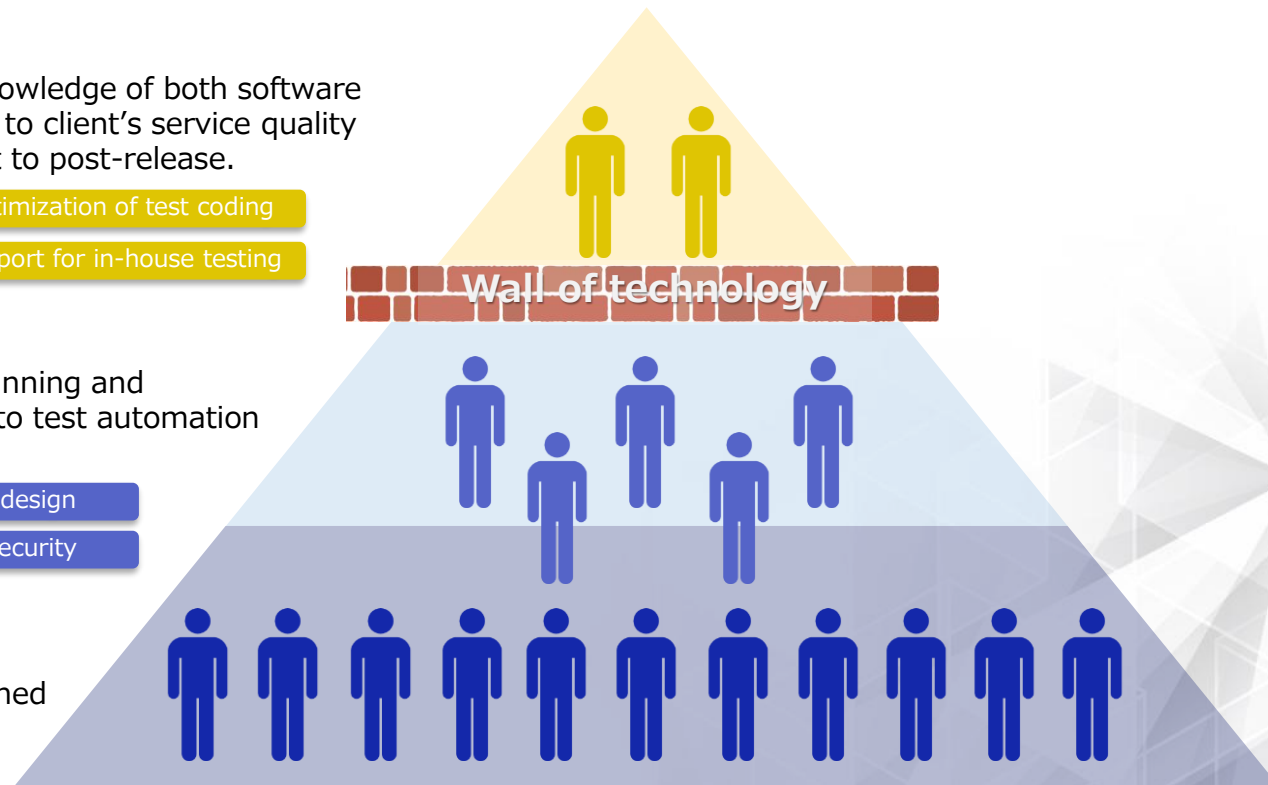 owledge of both software
to client’s service quality
t to post-release.
timization of test coding
port for in-house testing
Wall of technology
nning and
to test automation
design
ecurity
ned